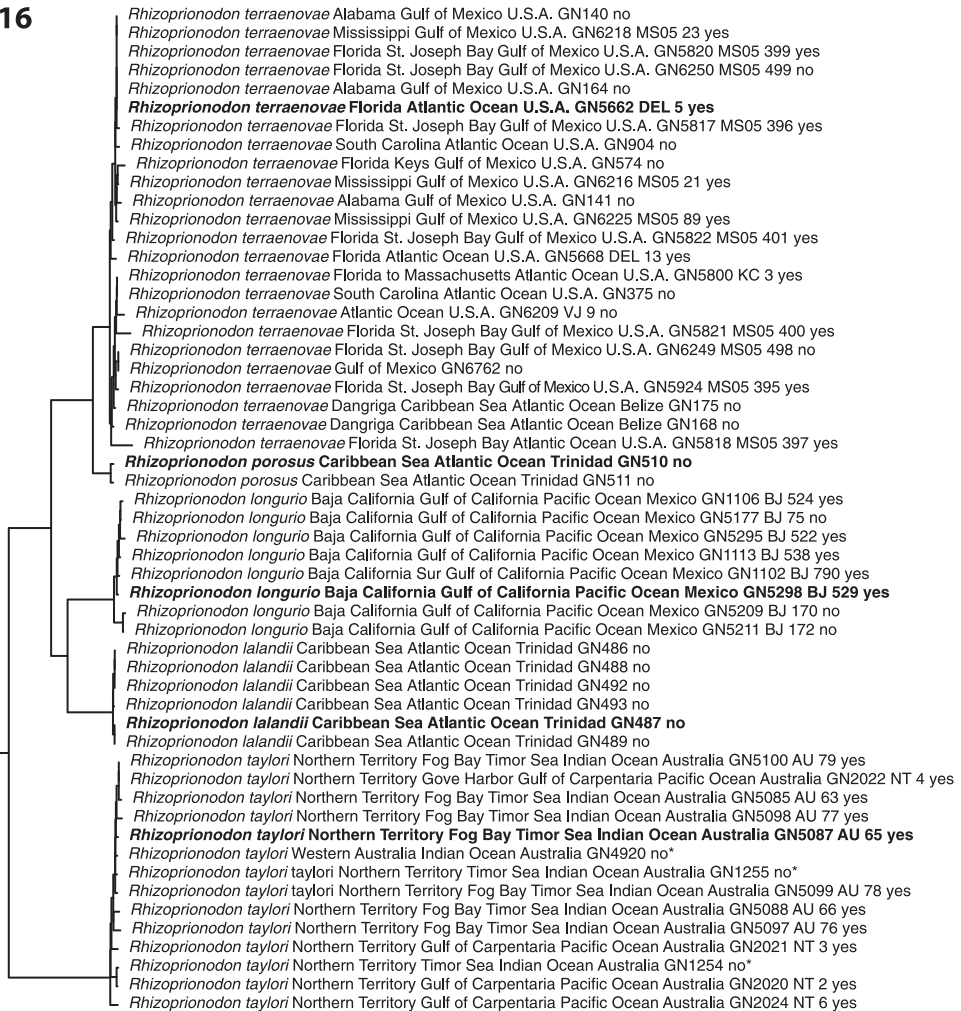 16
Rhizoprionodon terraenovae Alabama Gulf of Mexico U.S.A. GN140 no
Rhizoprionodon terraenovae Mississippi Gulf of Mexico U.S.A. GN6218 MS05 23 yes
Rhizoprionodon terraenovae Florida St. Joseph Bay Gulf of Mexico U.S.A. GN5820 MS05 399 yes
Rhizoprionodon terraenovae Florida St. Joseph Bay Gulf of Mexico U.S.A. GN6250 MS05 499 no
Rhizoprionodon terraenovae Alabama Gulf of Mexico U.S.A. GN164 no
Rhizoprionodon terraenovae Florida Atlantic Ocean U.S.A. GN5662 DEL 5 yes
Rhizoprionodon terraenovae Florida St. Joseph Bay Gulf of Mexico U.S.A. GN5817 MS05 396 yes
Rhizoprionodon terraenovae South Carolina Atlantic Ocean U.S.A. GN904 no
Rhizoprionodon terraenovae Florida Keys Gulf of Mexico U.S.A. GN574 no
Rhizoprionodon terraenovae Mississippi Gulf of Mexico U.S.A. GN6216 MS05 21 yes
Rhizoprionodon terraenovae Alabama Gulf of Mexico U.S.A. GN141 no
Rhizoprionodon terraenovae Mississippi Gulf of Mexico U.S.A. GN6225 MS05 89 yes
Rhizoprionodon terraenovae Florida St. Joseph Bay Gulf of Mexico U.S.A. GN5822 MS05 401 yes
Rhizoprionodon terraenovae Florida Atlantic Ocean U.S.A. GN5668 DEL 13 yes
Rhizoprionodon terraenovae Florida to Massachusetts Atlantic Ocean U.S.A. GN5800 KC 3 yes
Rhizoprionodon terraenovae South Carolina Atlantic Ocean U.S.A. GN375 no
Rhizoprionodon terraenovae Atlantic Ocean U.S.A. GN6209 VJ 9 no
Rhizoprionodon terraenovae Florida St. Joseph Bay Gulf of Mexico U.S.A. GN5821 MS05 400 yes
Rhizoprionodon terraenovae Florida St. Joseph Bay Gulf of Mexico U.S.A. GN6249 MS05 498 no
Rhizoprionodon terraenovae Gulf of Mexico GN6762 no
Rhizoprionodon terraenovae Florida St. Joseph Bay Gulf of Mexico U.S.A. GN5924 MS05 395 yes
Rhizoprionodon terraenovae Dangriga Caribbean Sea Atlantic Ocean Belize GN175 no
Rhizoprionodon terraenovae Dangriga Caribbean Sea Atlantic Ocean Belize GN168 no
Rhizoprionodon terraenovae Florida St. Joseph Bay Atlantic Ocean U.S.A. GN5818 MS05 397 yes
Rhizoprionodon porosus Caribbean Sea Atlantic Ocean Trinidad GN510 no
Rhizoprionodon porosus Caribbean Sea Atlantic Ocean Trinidad GN511 no
Rhizoprionodon longurio Baja California Gulf of California Pacific Ocean Mexico GN1106 BJ 524 yes
Rhizoprionodon longurio Baja California Gulf of California Pacific Ocean Mexico GN5177 BJ 75 no
Rhizoprionodon longurio Baja California Gulf of California Pacific Ocean Mexico GN5295 BJ 522 yes
Rhizoprionodon longurio Baja California Gulf of California Pacific Ocean Mexico GN1113 BJ 538 yes
Rhizoprionodon longurio Baja California Sur Gulf of California Pacific Ocean Mexico GN1102 BJ 790 yes
Rhizoprionodon longurio Baja California Gulf of California Pacific Ocean Mexico GN5298 BJ 529 yes
Rhizoprionodon longurio Baja California Gulf of California Pacific Ocean Mexico GN5209 BJ 170 no
Rhizoprionodon longurio Baja California Gulf of California Pacific Ocean Mexico GN5211 BJ 172 no
Rhizoprionodon lalandii Caribbean Sea Atlantic Ocean Trinidad GN486 no
Rhizoprionodon lalandii Caribbean Sea Atlantic Ocean Trinidad GN488 no
Rhizoprionodon lalandii Caribbean Sea Atlantic Ocean Trinidad GN492 no
Rhizoprionodon lalandii Caribbean Sea Atlantic Ocean Trinidad GN493 no
Rhizoprionodon lalandii Caribbean Sea Atlantic Ocean Trinidad GN487 no
Rhizoprionodon lalandii Caribbean Sea Atlantic Ocean Trinidad GN489 no
Rhizoprionodon taylori Northern Territory Fog Bay Timor Sea Indian Ocean Australia GN5100 AU 79 yes
Rhizoprionodon taylori Northern Territory Gove Harbor Gulf of Carpentaria Pacific Ocean Australia GN2022 NT 4 yes
Rhizoprionodon taylori Northern Territory Fog Bay Timor Sea Indian Ocean Australia GN5085 AU 63 yes
Rhizoprionodon taylori Northern Territory Fog Bay Timor Sea Indian Ocean Australia GN5098 AU 77 yes
Rhizoprionodon taylori Northern Territory Fog Bay Timor Sea Indian Ocean Australia GN5087 AU 65 yes
Rhizoprionodon taylori Western Australia Indian Ocean Australia GN4920 no*
Rhizoprionodon taylori taylori Northern Territory Timor Sea Indian Ocean Australia GN1255 no*
Rhizoprionodon taylori Northern Territory Fog Bay Timor Sea Indian Ocean Australia GN5099 AU 78 yes
Rhizoprionodon taylori Northern Territory Fog Bay Timor Sea Indian Ocean Australia GN5088 AU 66 yes
Rhizoprionodon taylori Northern Territory Fog Bay Timor Sea Indian Ocean Australia GN5097 AU 76 yes
Rhizoprionodon taylori Northern Territory Gulf of Carpentaria Pacific Ocean Australia GN2021 NT 3 yes
Rhizoprionodon taylori Northern Territory Timor Sea Indian Ocean Australia GN1254 no*
Rhizoprionodon taylori Northern Territory Gulf of Carpentaria Pacific Ocean Australia GN2020 NT 2 yes
Rhizoprionodon taylori Northern Territory Gulf of Carpentaria Pacific Ocean Australia GN2024 NT 6 yes